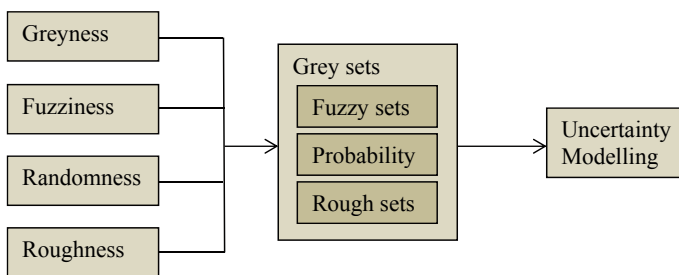 Greyness
Fuzziness
Randomness
Roughness
Grey sets
Fuzzy sets
Probability
Rough sets
Uncertainty
Modelling